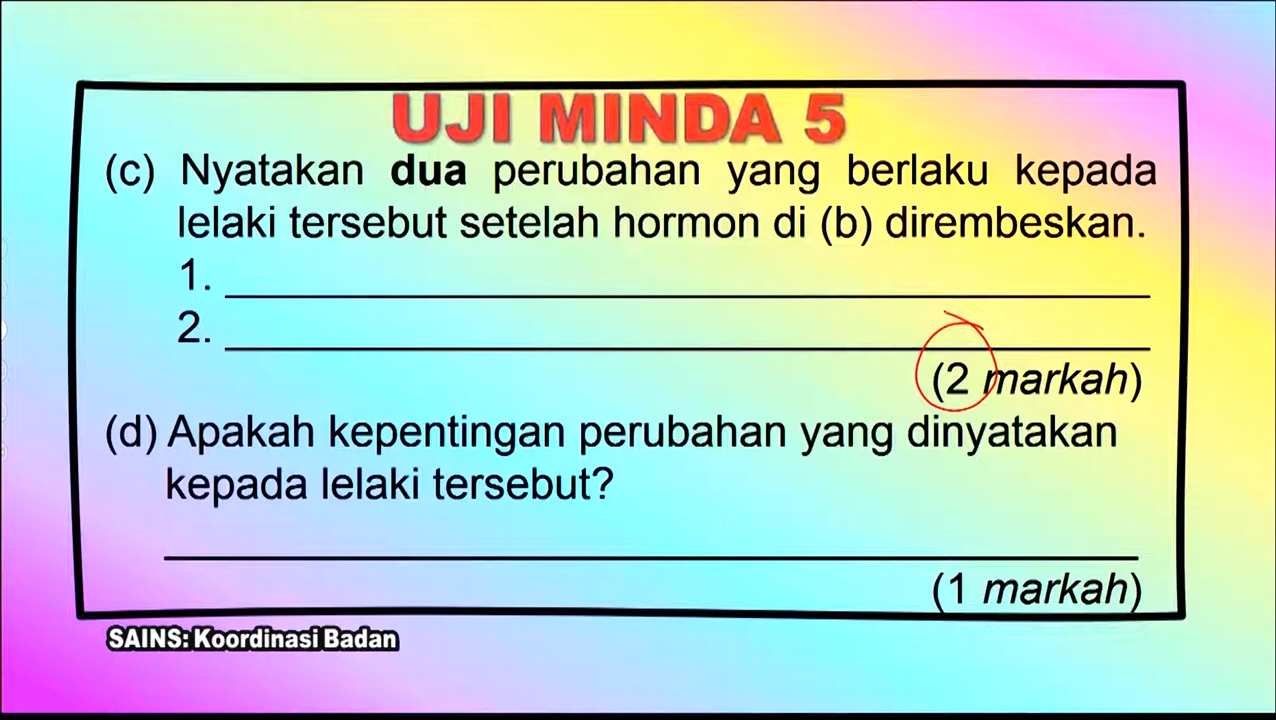 UJI MINDA 5
(c) Nyatakan dua perubahan yang berlaku kepada
lelaki tersebut setelah hormon di (b) dirembeskan.
1.
2.
(2 markah)
(d) Apakah kepentingan perubahan yang dinyatakan
kepada lelaki tersebut?
(1 markah)
SAINS: Koordinasi Badan